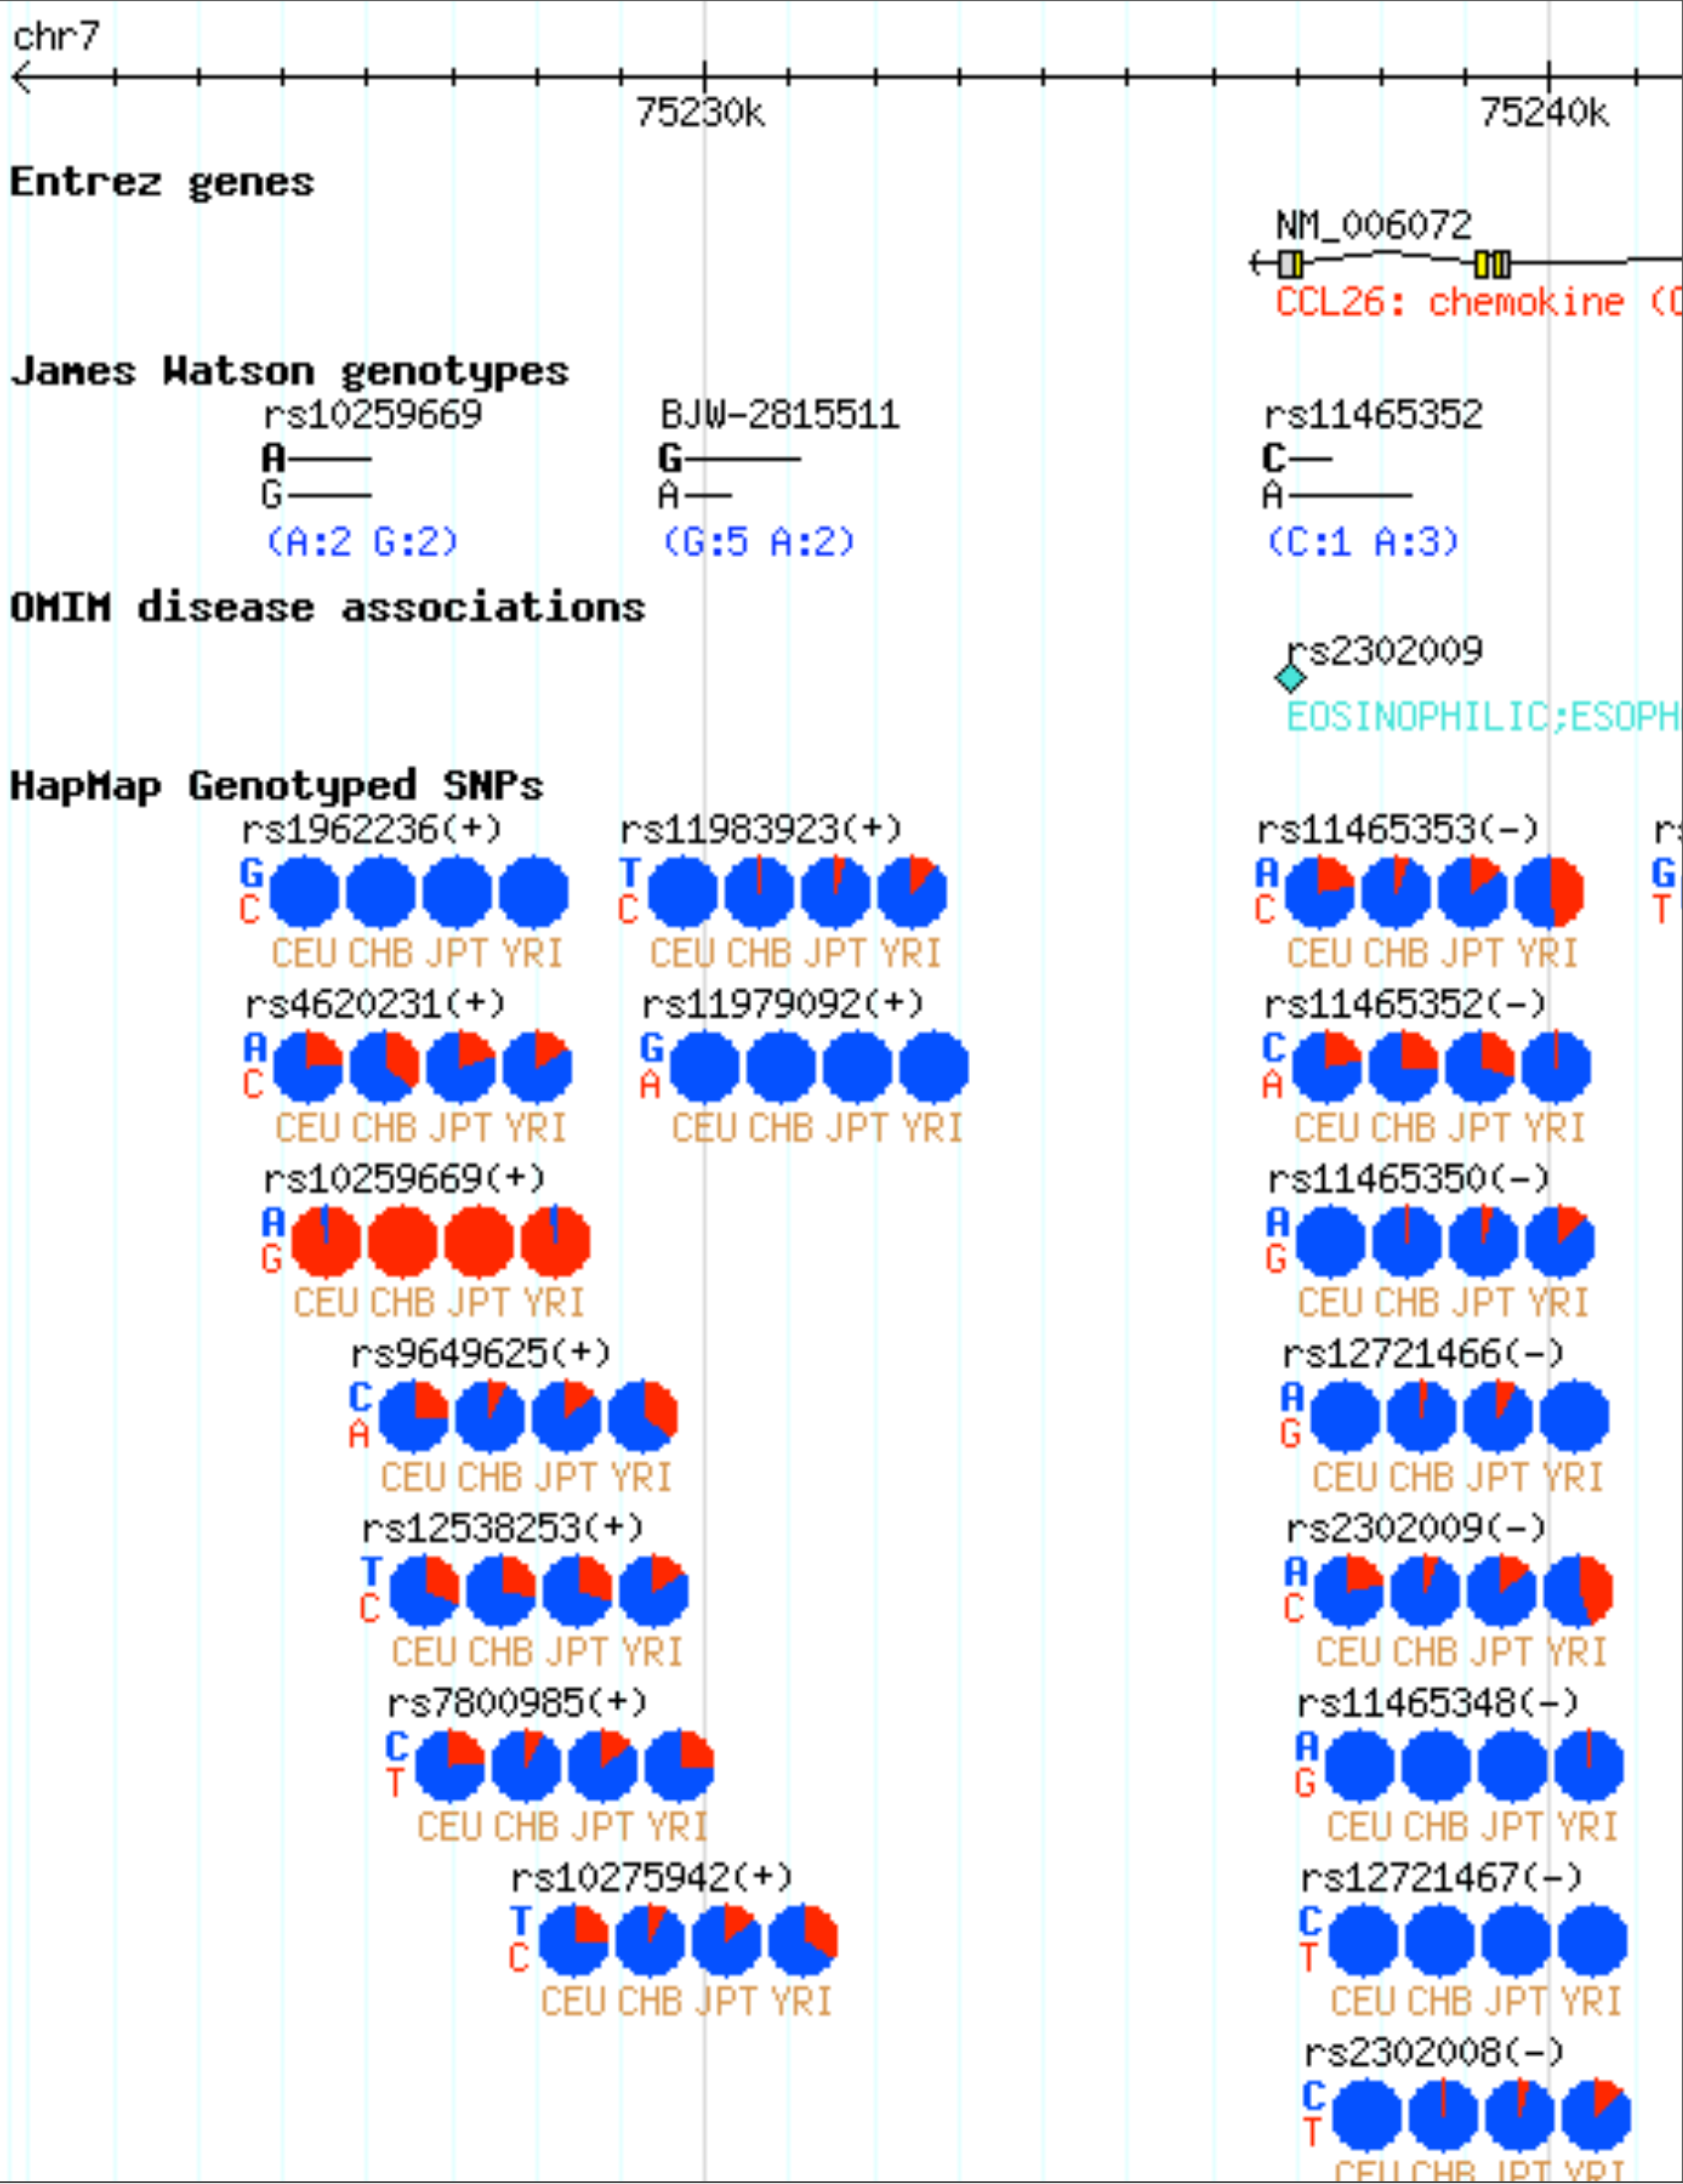 chr7
75230k 75240k
Entrez genes
NM_006072
CCL26: chemokine (C
James Watson genotypes
rs10259669 BJW-2815511 rs11465352
A G C
G A A
(A:2 G:2) (G:5 A:2) (C:1 A:3)
OMIM disease associations
rs2302009
EOSINOPHILIC;ESOPH
HapMap Genotyped SNPs
rs1962236(+) rs11983923(+) rs11465353(-) rs
G T A G
C C C T
CEU CHB JPT YRI CEU CHB JPT YRI CEU CHB JPT YRI
rs4620231(+) rs11979092(+) rs11465352(-)
A G C
C A A
CEU CHB JPT YRI CEU CHB JPT YRI CEU CHB JPT YRI
rs10259669(+) rs11465350(-)
A A
G G
CEU CHB JPT YRI CEU CHB JPT YRI
rs9649625(+) rs12721466(-)
C A
A G
CEU CHB JPT YRI CEU CHB JPT YRI
rs12538253(+) rs2302009(-)
T A
C C
CEU CHB JPT YRI CEU CHB JPT YRI
rs7800985(+) rs11465348(-)
C A
T G
CEU CHB JPT YRI CEU CHB JPT YRI
rs10275942(+) rs12721467(-)
T C
C T
CEU CHB JPT YRI CEU CHB JPT YRI
rs2302008(-)
C
T
CEU CHB JPT YRI